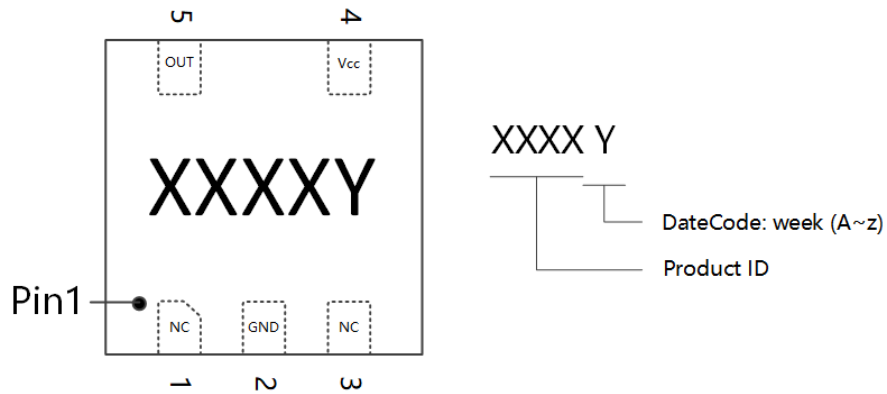 5 4
OUT Vcc
XXXXY
Pin1
NC GND NC
1 2 3
XXXX Y
DateCode: week (A~z)
Product ID